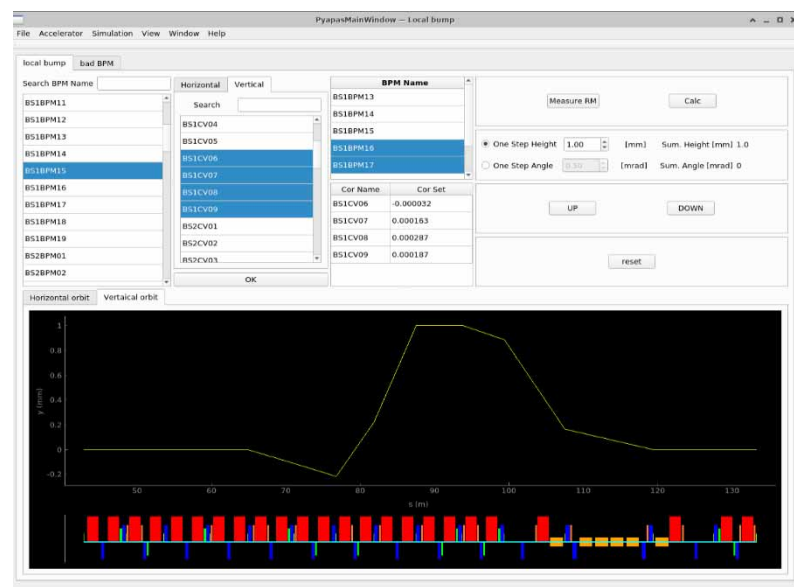 PyapasMainWindow — Local bump
File Accelerator Simulation View Window Help
local bump bad BPM
Search BPM Name
BS1BPM11
BS1BPM12
BS1BPM13
BS1BPM14
BS1BPM15
BS1BPM16
BS1BPM17
BS1BPM18
BS1BPM19
BS2BPM01
BS2BPM02
Horizontal Vertical
Search
BS1CV04
BS1CV05
BS1CV06
BS1CV07
BS1CV08
BS1CV09
BS2CV01
BS2CV02
BS2CV03
OK
BPM Name
BS1BPM13
BS1BPM14
BS1BPM15
BS1BPM16
BS1BPM17
Cor Name Cor Set
BS1CV06 -0.000032
BS1CV07 0.000163
BS1CV08 0.000287
BS1CV09 0.000187
Measure RM Calc
One Step Height 1.00 [mm] Sum. Height [mm] 1.0
One Step Angle 0.50 [mrad] Sum. Angle [mrad] 0
UP DOWN
reset
Horizontal orbit Vertaical orbit
1
0.8
0.6
0.4
0.2
0
-0.2
y (mm)
50 60 70 80 90 100 110 120 130
s (m)